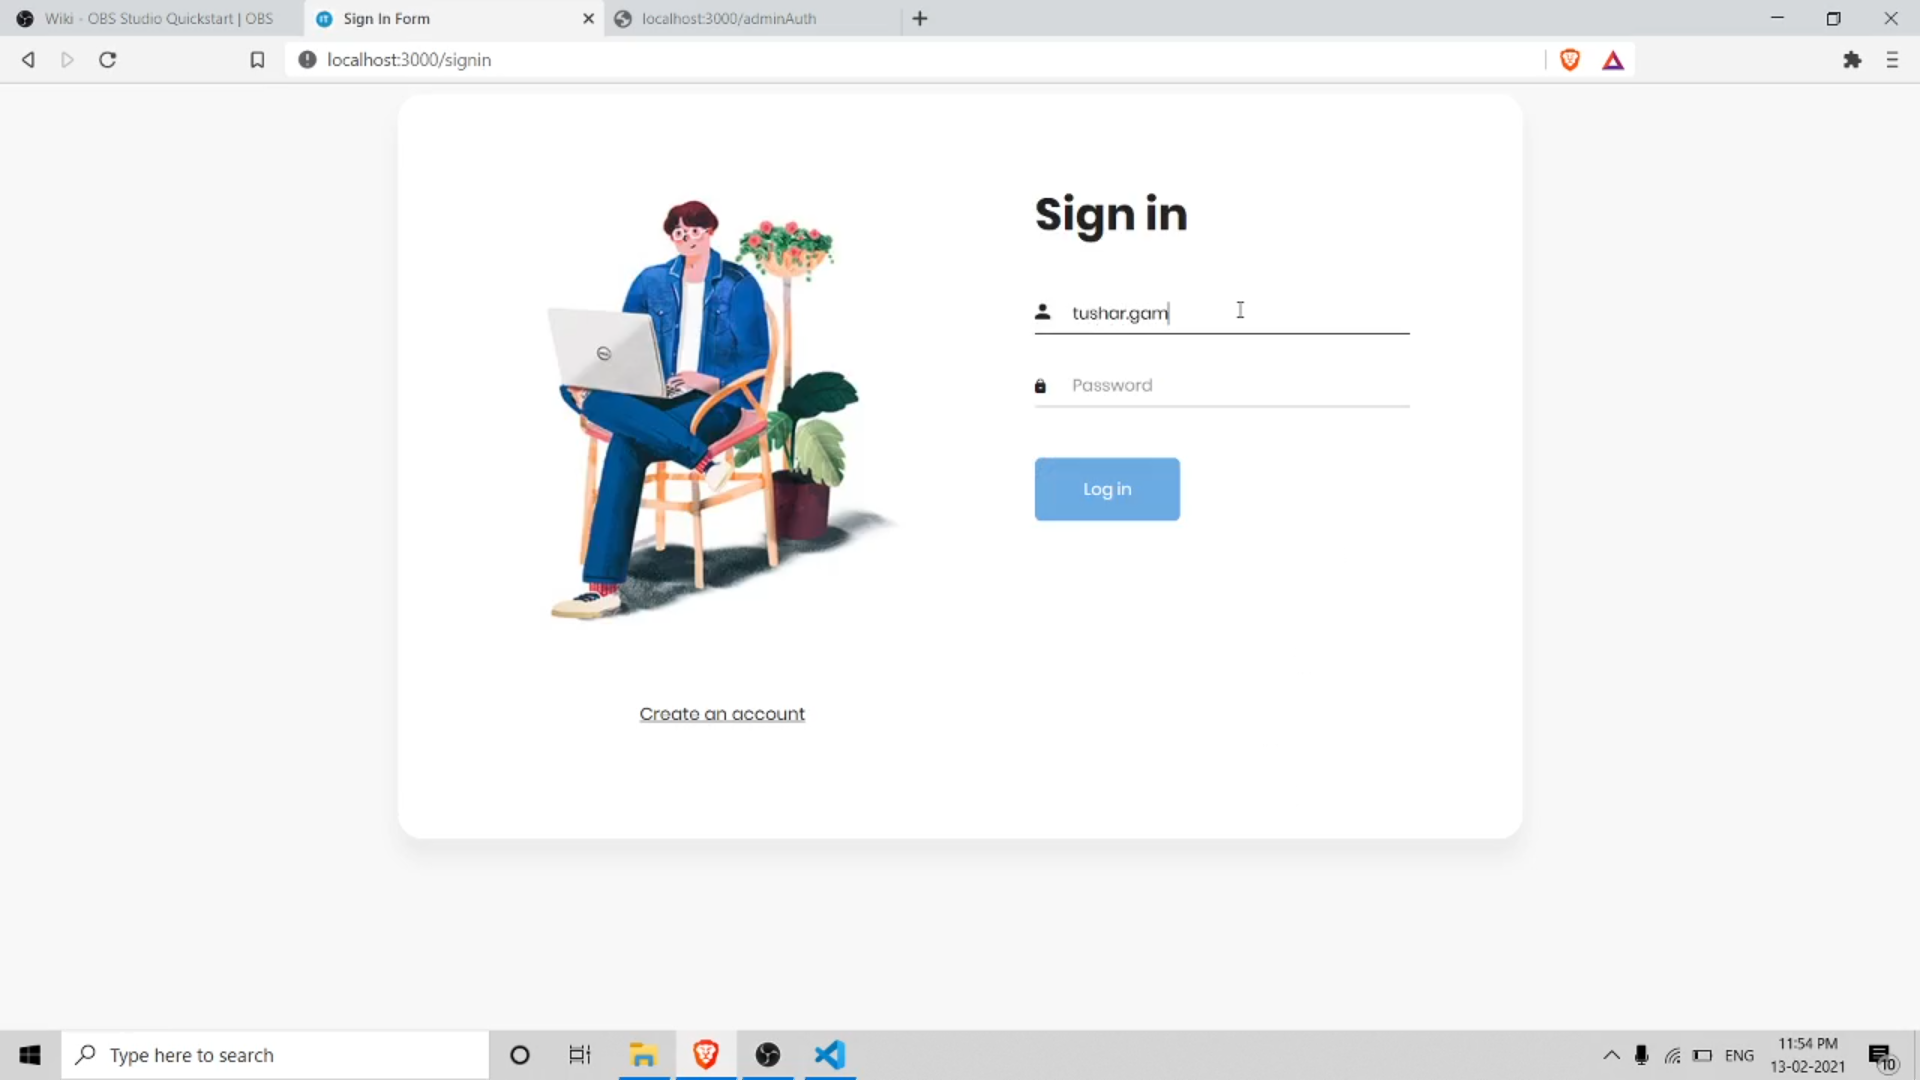 Wiki - OBS Studio Quickstart | OBS
Sign In Form
localhost:3000/adminAuth
localhost:3000/signin
Sign in
tushar.gam
Password
Log in
Create an account
Type here to search
ENG
11:54 PM
13-02-2021
10